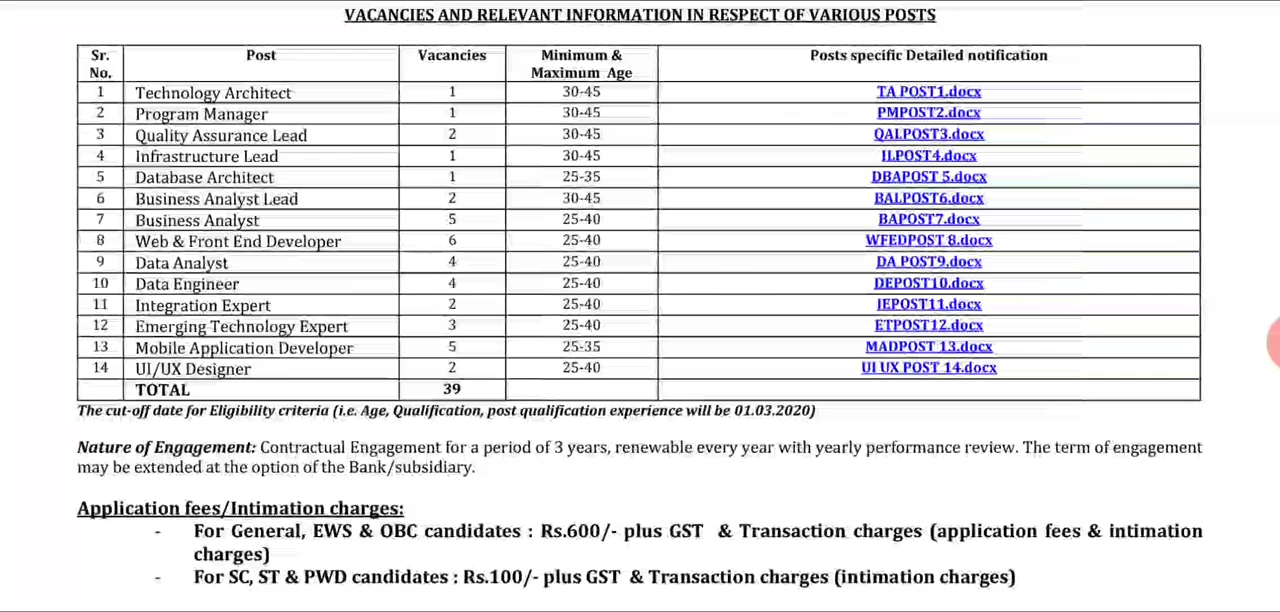 VACANCIES AND RELEVANT INFORMATION IN RESPECT OF VARIOUS POSTS
Sr. No. Post Vacancies Minimum & Maximum Age Posts specific Detailed notification
1 Technology Architect 1 30-45 TA POST1.docx
2 Program Manager 1 30-45 PMPOST2.docx
3 Quality Assurance Lead 2 30-45 QALPOST3.docx
4 Infrastructure Lead 1 30-45 ILPOST4.docx
5 Database Architect 1 25-35 DBAPOST 5.docx
6 Business Analyst Lead 2 30-45 BALPOST6.docx
7 Business Analyst 5 25-40 BAPOST7.docx
8 Web & Front End Developer 6 25-40 WFEDPOST 8.docx
9 Data Analyst 4 25-40 DA POST9.docx
10 Data Engineer 4 25-40 DEPOST10.docx
11 Integration Expert 2 25-40 IEPOST11.docx
12 Emerging Technology Expert 3 25-40 ETPOST12.docx
13 Mobile Application Developer 5 25-35 MADPOST 13.docx
14 UI/UX Designer 2 25-40 UI UX POST 14.docx
TOTAL 39
The cut-off date for Eligibility criteria (i.e. Age, Qualification, post qualification experience will be 01.03.2020)
Nature of Engagement: Contractual Engagement for a period of 3 years, renewable every year with yearly performance review. The term of engagement
may be extended at the option of the Bank/subsidiary.
Application fees/Intimation charges:
- For General, EWS & OBC candidates : Rs.600/- plus GST & Transaction charges (application fees & intimation
charges)
- For SC, ST & PWD candidates : Rs.100/- plus GST & Transaction charges (intimation charges)